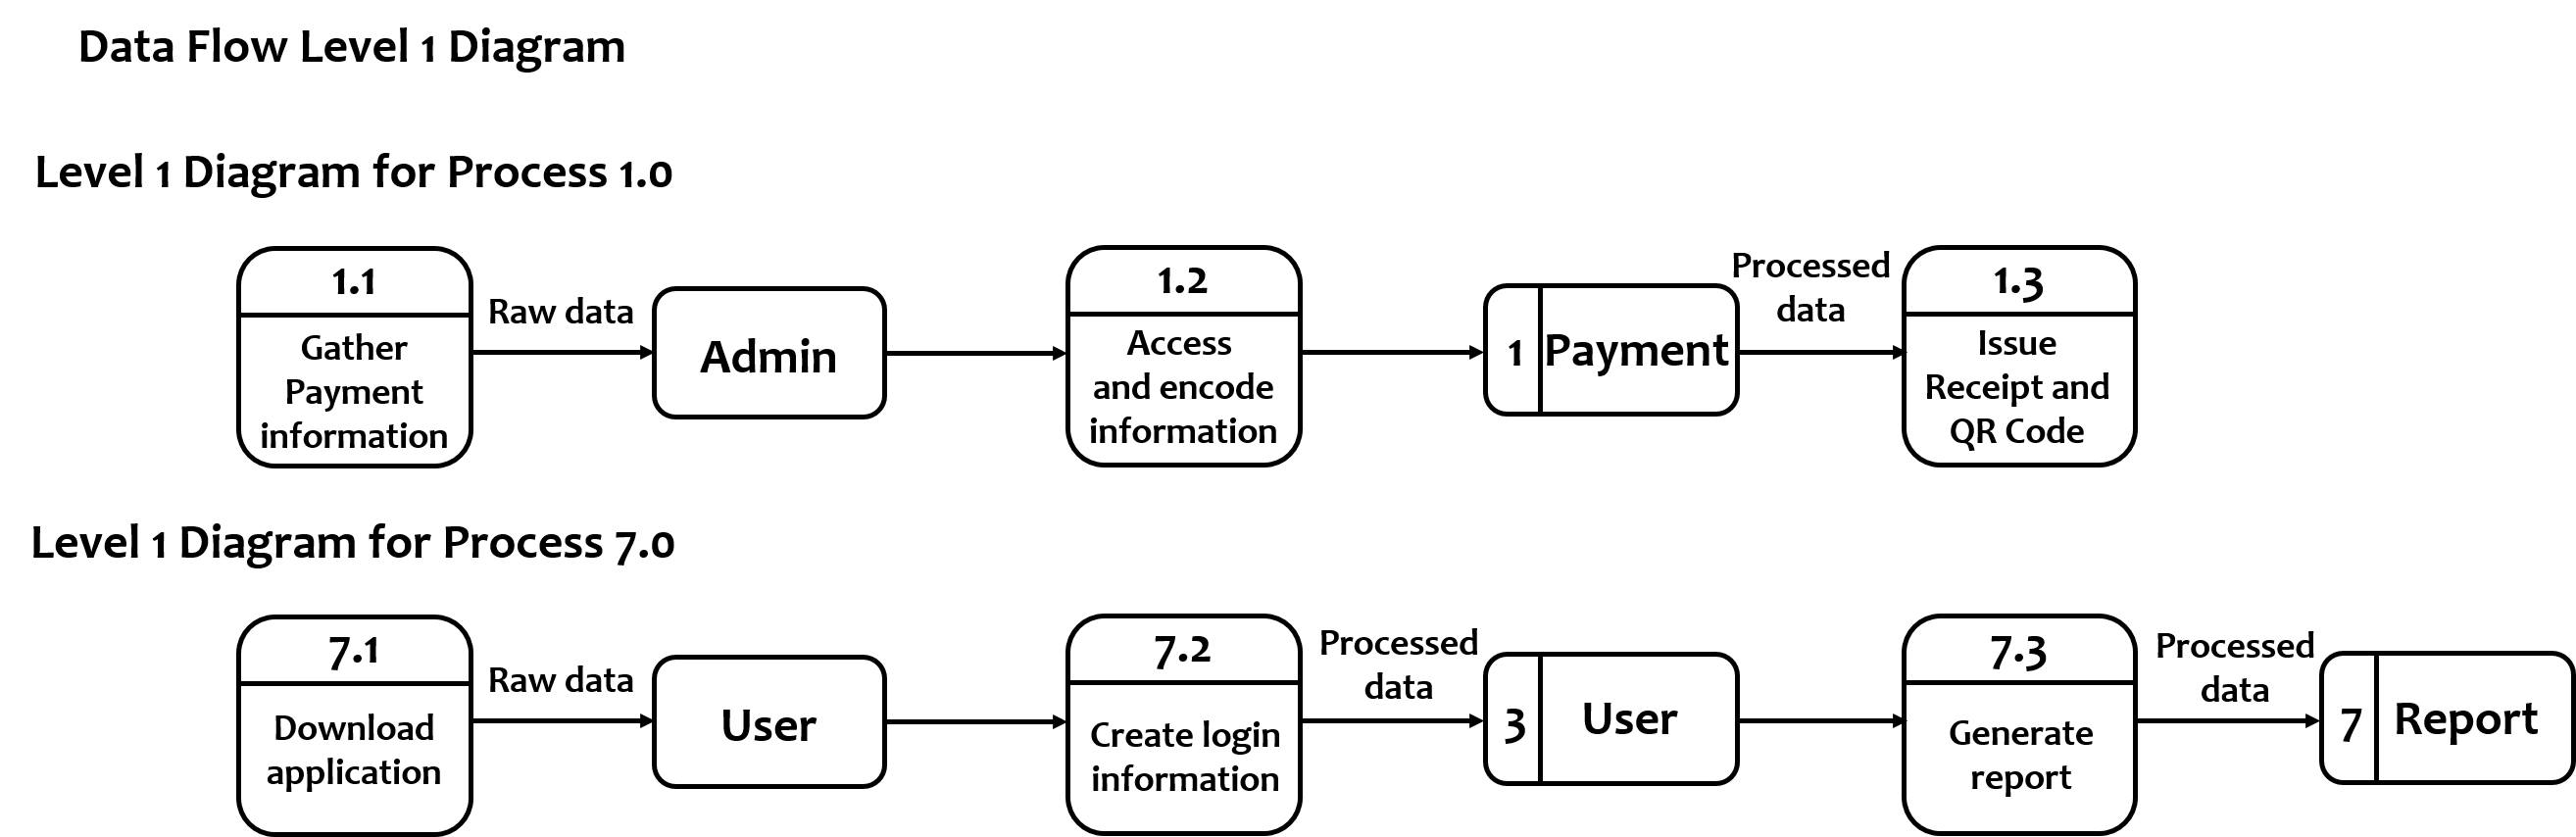 Data Flow Level 1 Diagram
Level 1 Diagram for Process 1.0
1.1
Gather
Payment
information
Raw data
Admin
1.2
Access
and encode
information
1
Payment
Processed
data
1.3
Issue
Receipt and
QR Code
Level 1 Diagram for Process 7.0
7.1
Download
application
Raw data
User
7.2
Create login
information
Processed
data
3
User
7.3
Generate
report
Processed
data
7
Report